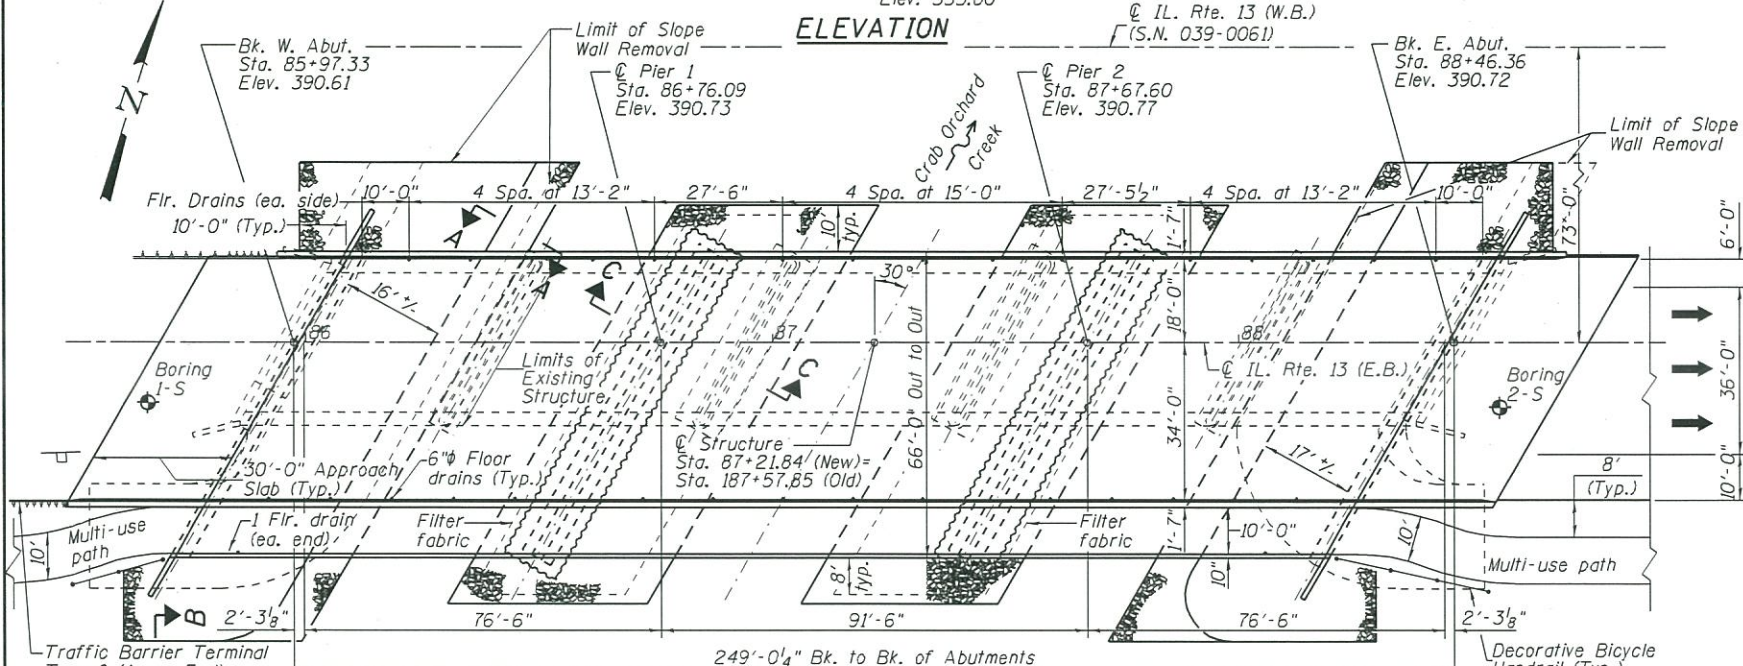 Elev. 355.00
ELEVATION
℄ IL. Rte. 13 (W.B.)
(S.N. 039-0061)
N
Bk. W. Abut.
Sta. 85+97.33
Elev. 390.61
Limit of Slope
Wall Removal
℄ Pier 1
Sta. 86+76.09
Elev. 390.73
Crab Orchard
Creek
℄ Pier 2
Sta. 87+67.60
Elev. 390.77
Bk. E. Abut.
Sta. 88+46.36
Elev. 390.72
Limit of Slope
Wall Removal
Flr. Drains (ea. side)
10'-0" (Typ.)
10'-0"
4 Spa. at 13'-2"
27'-6"
4 Spa. at 15'-0"
27'-5½"
4 Spa. at 13'-2"
10'-0"
10'
typ.
1'-7"
73'-0"
6'-0"
A
A
C
30°
16' +/-
86
87
88
18'-0"
66'-0" Out to Out
36'-0"
Boring
1-S
Limits of
Existing
Structure
C
℄ IL. Rte. 13 (E.B.)
Boring
2-S
34'-0"
℄ Structure
Sta. 87+21.84 (New)=
Sta. 187+57.85 (Old)
17' +/-
30'-0" Approach
Slab (Typ.)
6"ϕ Floor
drains (Typ.)
8'
(Typ.)
10'-0"
Multi-use
path
10'
1 Flr. drain
(ea. end)
Filter
fabric
Filter
fabric
1'-7"
10'-0"
10'
Multi-use path
8'
typ.
10"
B
2'-3⅛"
76'-6"
91'-6"
76'-6"
2'-3⅛"
Traffic Barrier Terminal
249'-0¼" Bk. to Bk. of Abutments
Decorative Bicycle